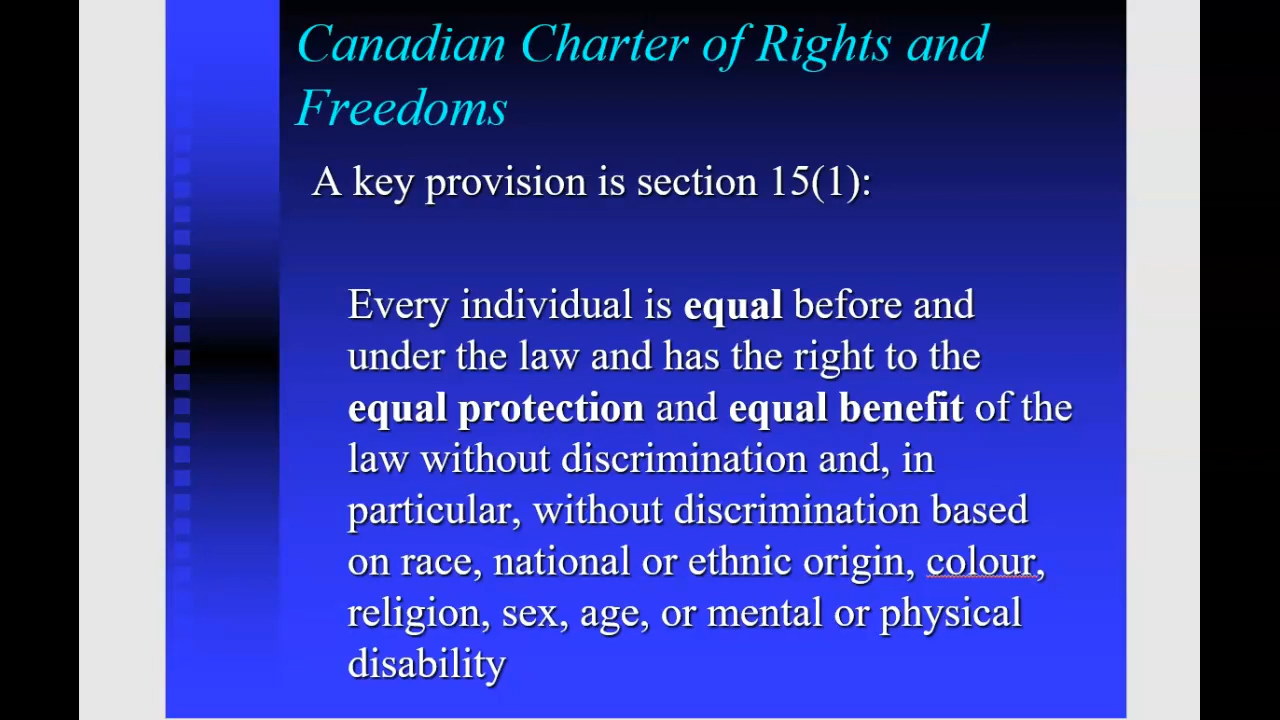 Canadian Charter of Rights and
Freedoms
A key provision is section 15(1):
Every individual is equal before and
under the law and has the right to the
equal protection and equal benefit of the
law without discrimination and, in
particular, without discrimination based
on race, national or ethnic origin, colour,
religion, sex, age, or mental or physical
disability